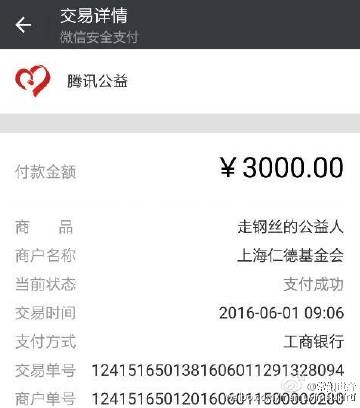 交易详情
微信安全支付
腾讯公益
付款金额 ￥3000.00
商 品 走钢丝的公益人
商户名称 上海仁德基金会
当前状态 支付成功
交易时间 2016-06-01 09:06
支付方式 工商银行
交易单号 1241516501381606011291328094
商户单号